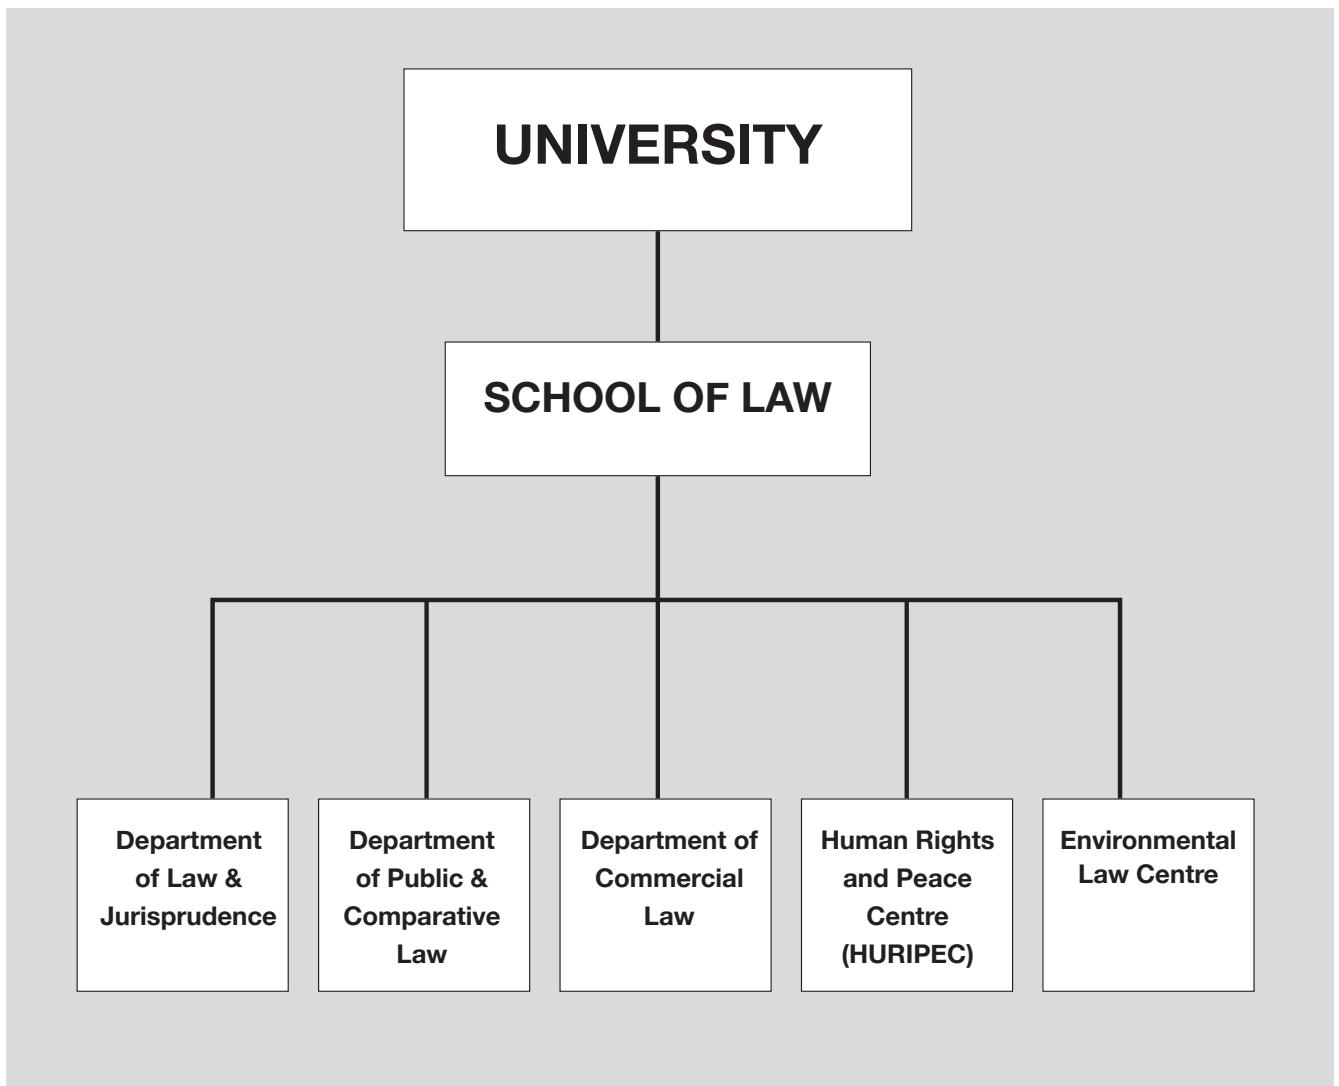 UNIVERSITY
SCHOOL OF LAW
Department
of Law &
Jurisprudence
Department
of Public &
Comparative
Law
Department of
Commercial
Law
Human Rights
and Peace
Centre
(HURIPEC)
Environmental
Law Centre